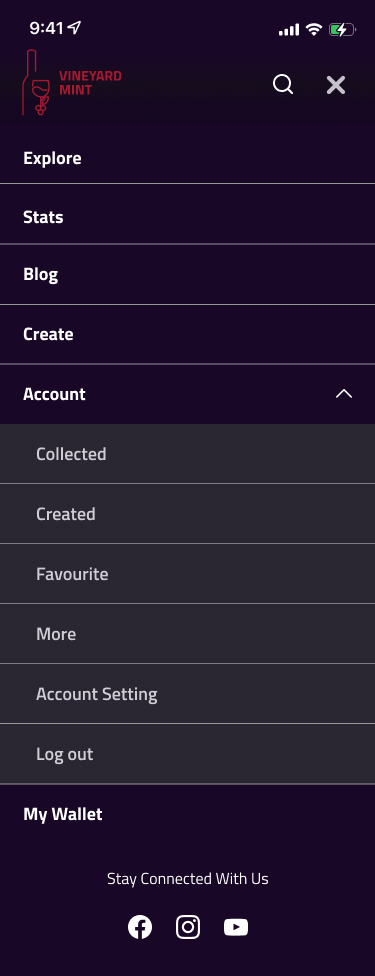 9:41
VINEYARD
MINT
Explore
Stats
Blog
Create
Account
Collected
Created
Favourite
More
Account Setting
Log out
My Wallet
Stay Connected With Us